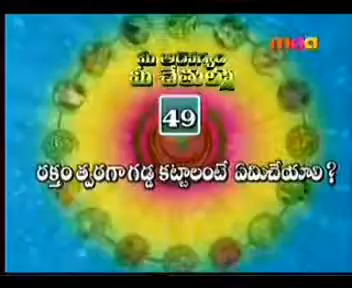 maa
మీ ఆరోగ్యం
మీ చేతుల్లో
49
రక్తం త్వరగా గడ్డ కట్టాలంటే ఏమిచేయాలి?